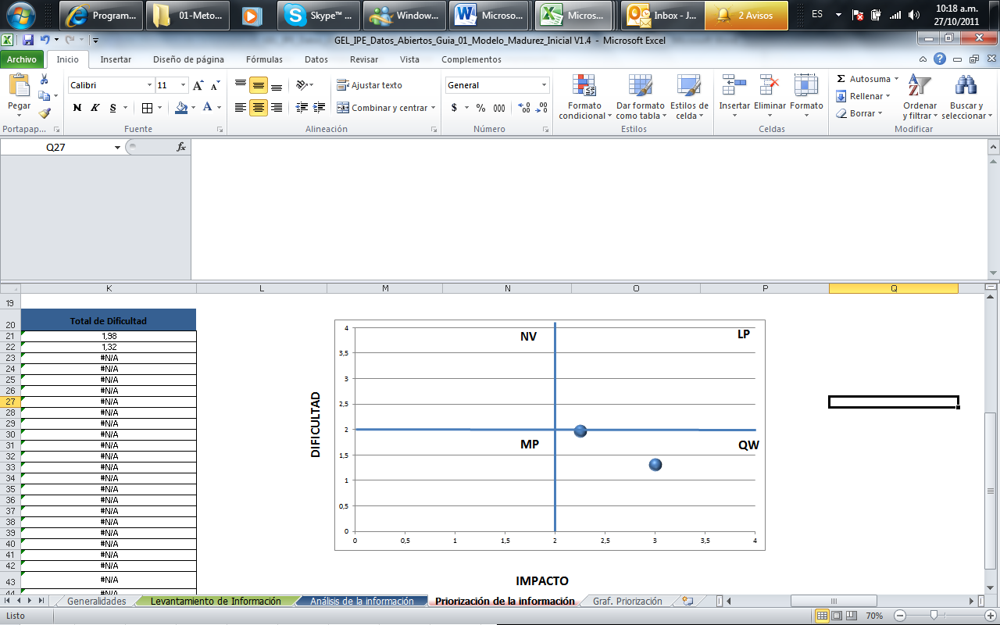 Program...
01-Meto...
Skype™ ...
Window...
Microso...
Micros...
Inbox - J...
2 Avisos
ES
10:18 a.m.
27/10/2011
GEL_IPE_Datos_Abiertos_Guia_01_Modelo_Madurez_Inicial V1.4 - Microsoft Excel
Archivo Inicio Insertar Diseño de página Fórmulas Datos Revisar Vista Complementos
Pegar
Portapap...
Calibri 11
N K S
Fuente
Ajustar texto
Combinar y centrar
Alineación
General
$ % 000
Número
Formato condicional
Dar formato como tabla
Estilos de celda
Estilos
Insertar Eliminar Formato
Celdas
Autosuma
Rellenar
Borrar
Ordenar y filtrar
Buscar y seleccionar
Modificar
Q27 fx
K L M N O P Q
19
20 Total de Dificultad
21 1,98
22 1,32
23 #N/A
24 #N/A
25 #N/A
26 #N/A
27 #N/A
28 #N/A
29 #N/A
30 #N/A
31 #N/A
32 #N/A
33 #N/A
34 #N/A
35 #N/A
36 #N/A
37 #N/A
38 #N/A
39 #N/A
40 #N/A
41 #N/A
42 #N/A
43 #N/A
44 #N/A
DIFICULTAD
4
3,5
3
2,5
2
1,5
1
0,5
0
NV LP
MP QW
0 0,5 1 1,5 2 2,5 3 3,5 4
IMPACTO
Generalidades Levantamiento de Información Análisis de la información Priorización de la información Graf. Priorización
Listo 70%